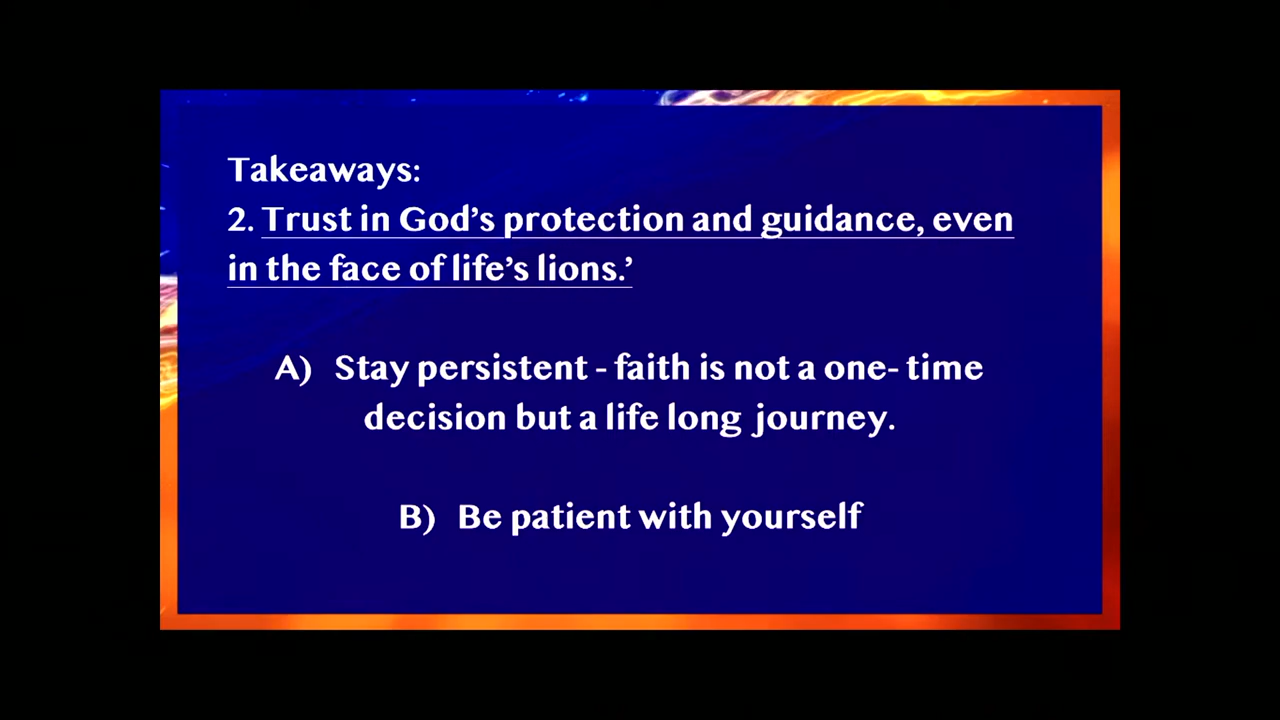 Takeaways:
2. Trust in God’s protection and guidance, even
in the face of life’s lions.’
A) Stay persistent - faith is not a one- time
decision but a life long journey.
B) Be patient with yourself